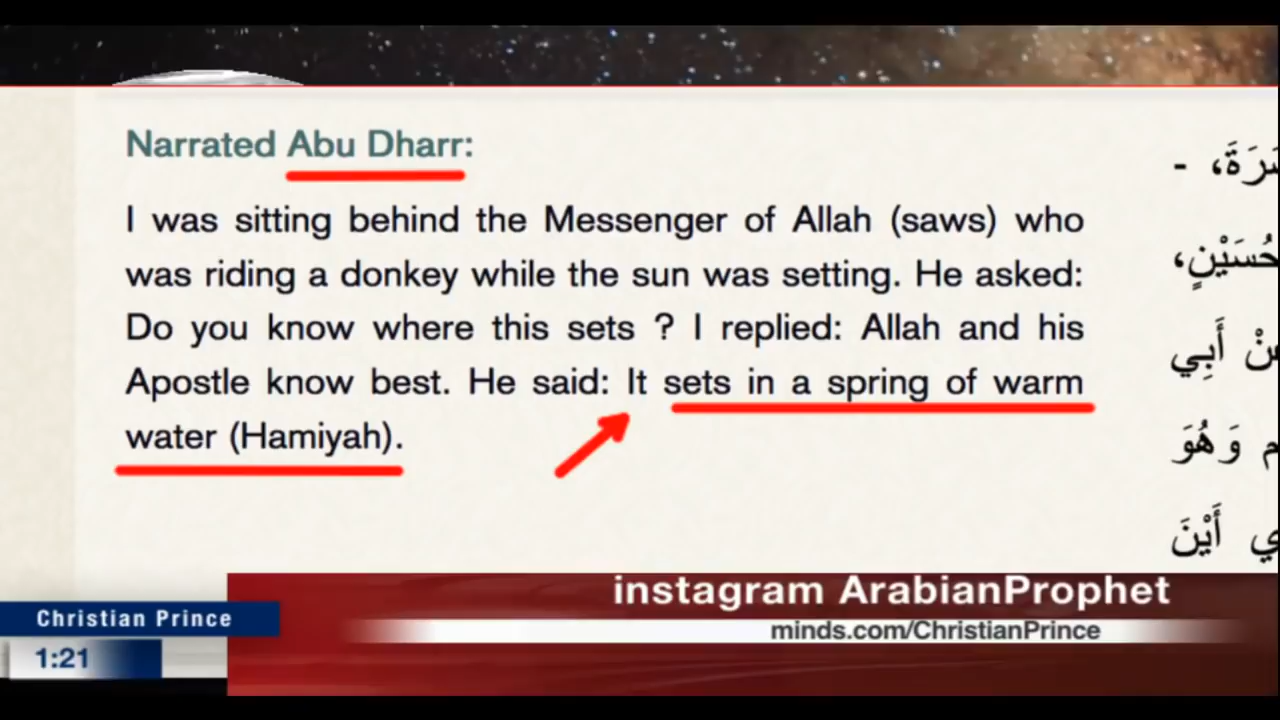 Narrated Abu Dharr:
I was sitting behind the Messenger of Allah (saws) who
was riding a donkey while the sun was setting. He asked:
Do you know where this sets ? I replied: Allah and his
Apostle know best. He said: It sets in a spring of warm
water (Hamiyah).
حُسَيْنٍ،
أَبِي
وَهُوَ
أَيْنَ
instagram ArabianProphet
minds.com/ChristianPrince
Christian Prince
1:21